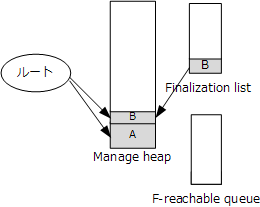 ルート
B
A
Manage heap
B
Finalization list
F-reachable queue